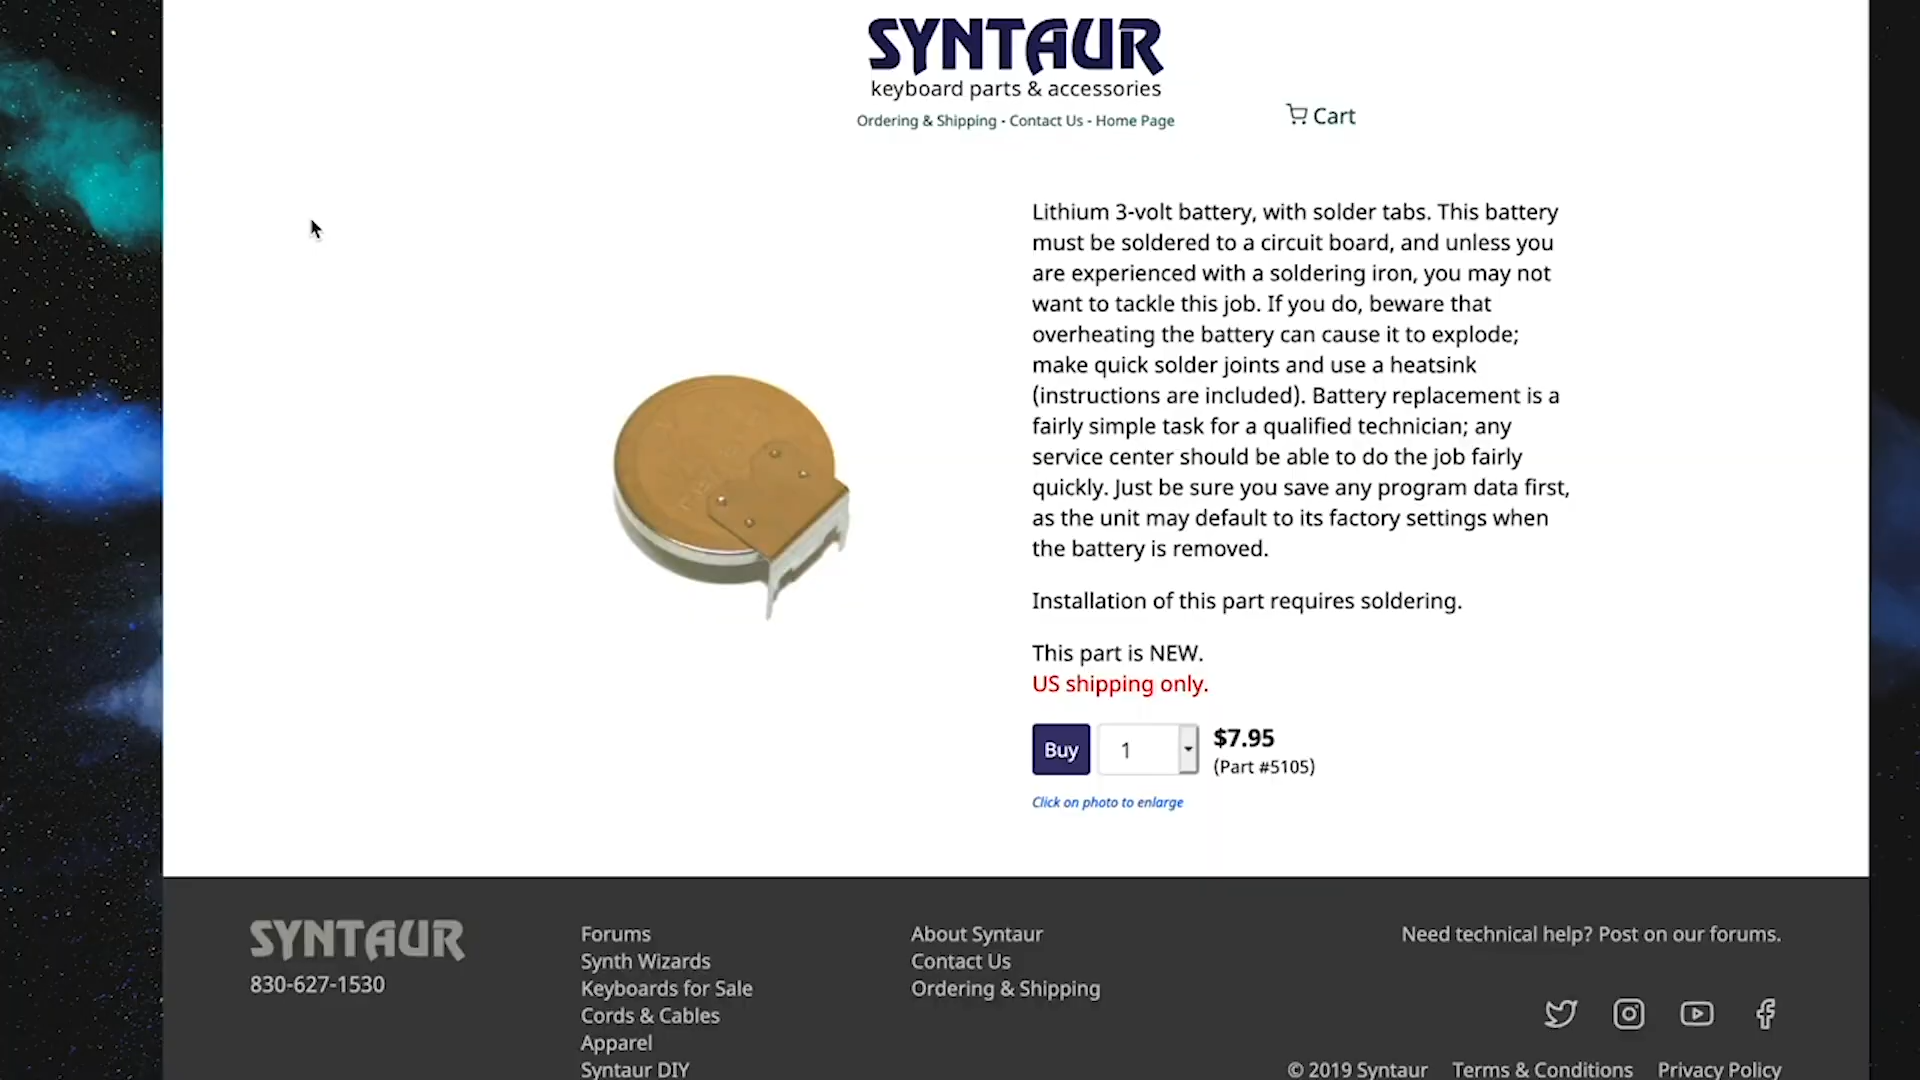 SYNTAUR
keyboard parts & accessories
Ordering & Shipping - Contact Us - Home Page
Cart
Lithium 3-volt battery, with solder tabs. This battery
must be soldered to a circuit board, and unless you
are experienced with a soldering iron, you may not
want to tackle this job. If you do, beware that
overheating the battery can cause it to explode;
make quick solder joints and use a heatsink
(instructions are included). Battery replacement is a
fairly simple task for a qualified technician; any
service center should be able to do the job fairly
quickly. Just be sure you save any program data first,
as the unit may default to its factory settings when
the battery is removed.
Installation of this part requires soldering.
This part is NEW.
US shipping only.
Buy 1 $7.95
(Part #5105)
Click on photo to enlarge
SYNTAUR
830-627-1530
Forums
Synth Wizards
Keyboards for Sale
Cords & Cables
Apparel
Syntaur DIY
About Syntaur
Contact Us
Ordering & Shipping
Need technical help? Post on our forums.
© 2019 Syntaur Terms & Conditions Privacy Policy